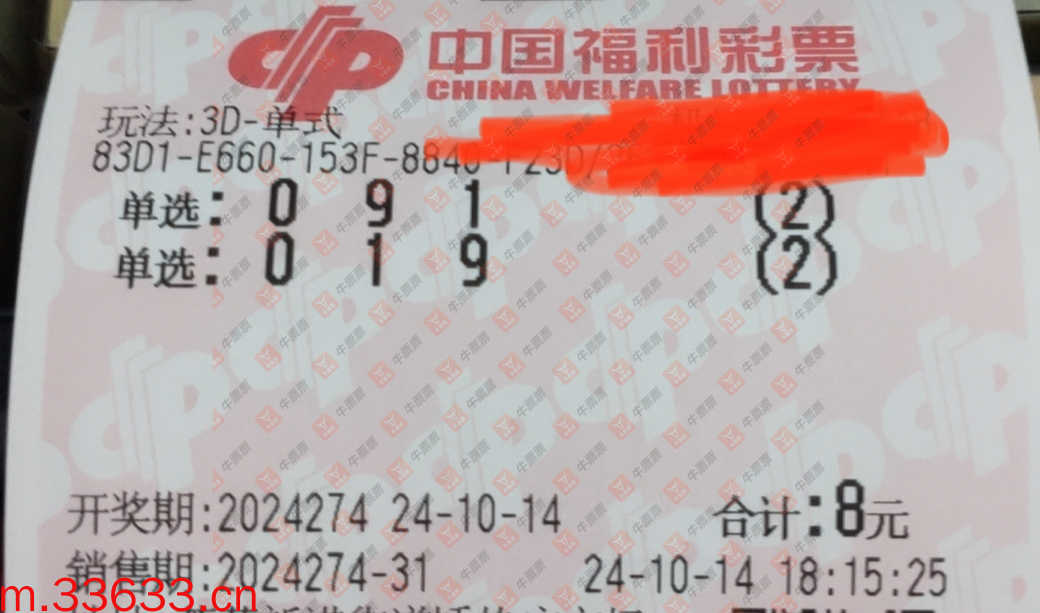 中国福利彩票
CHINA WELFARE LOTTERY
玩法:3D-单式
83D1-E660-153F-8840-F23D/
单选: 0 9 1 (2)
单选: 0 1 9 (2)
开奖期:2024274 24-10-14 合计:8元
销售期:2024274-31 24-10-14 18:15:25
m.33633.cn